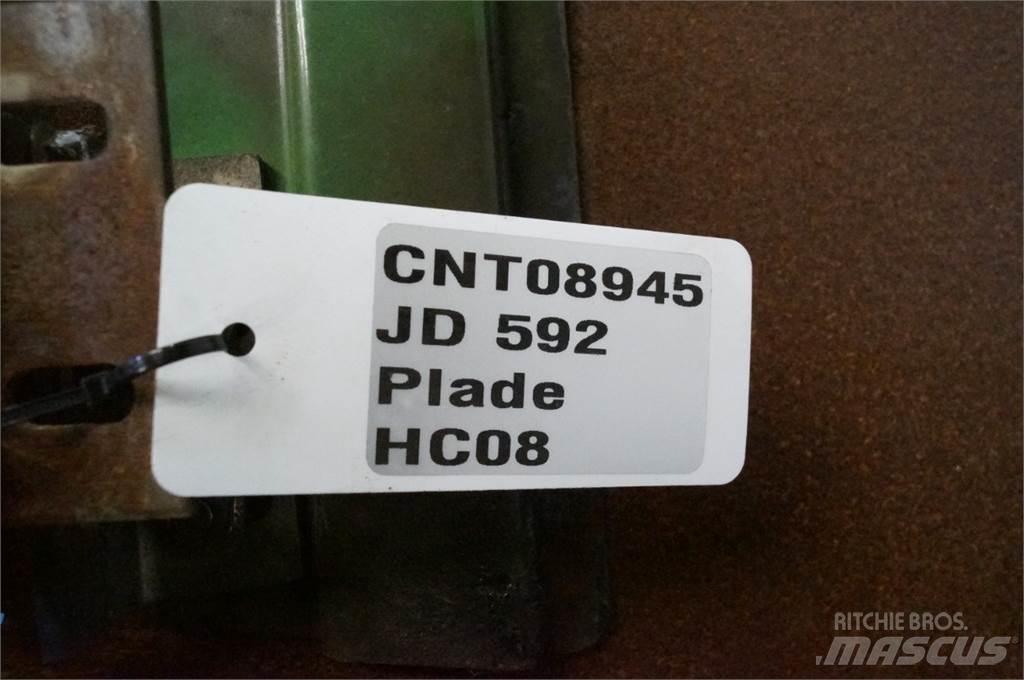 CNT08945
JD 592
Plade
HC08
RITCHIE BROS.
MASCUS